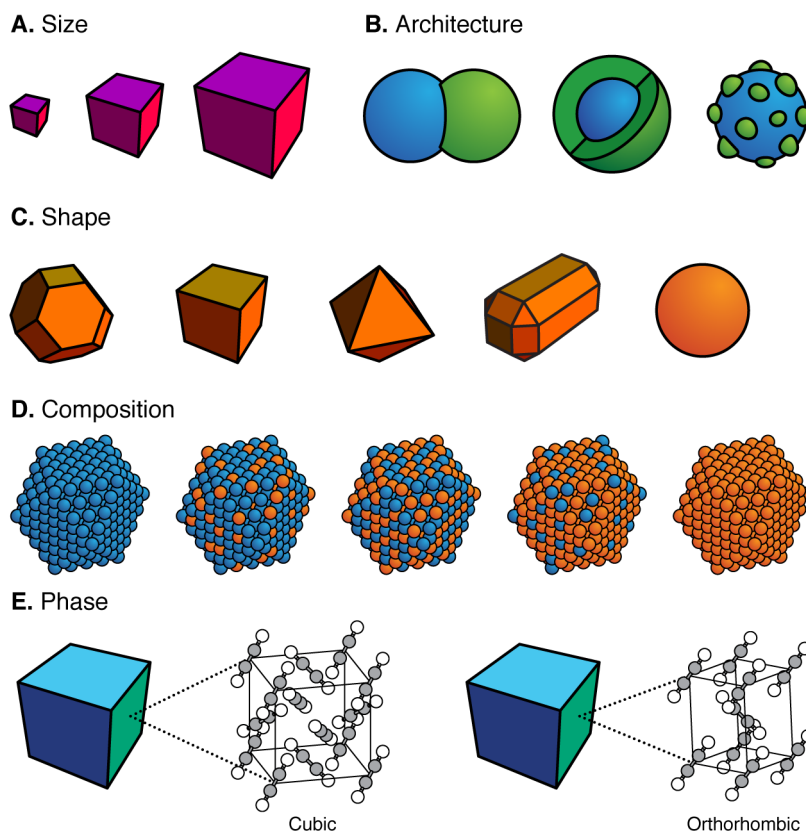 A. Size
B. Architecture
C. Shape
D. Composition
E. Phase
Cubic
Orthorhombic